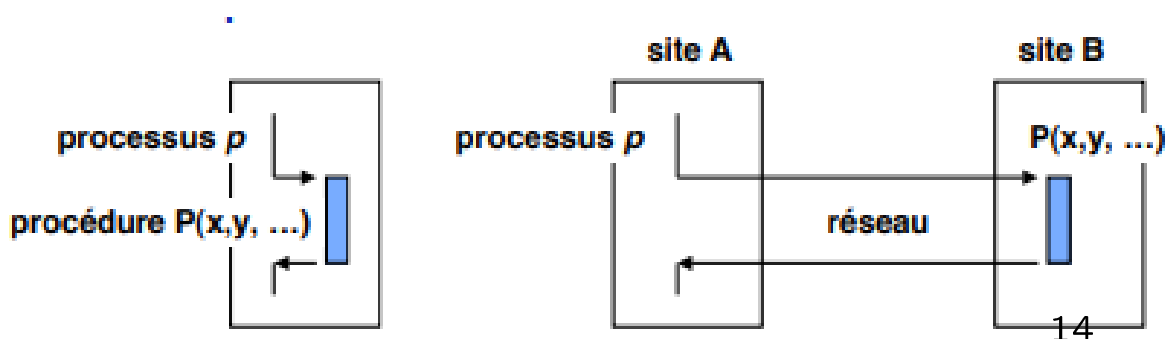 site A
site B
processus p
processus p
P(x,y, ...)
procédure P(x,y, ...)
réseau
14